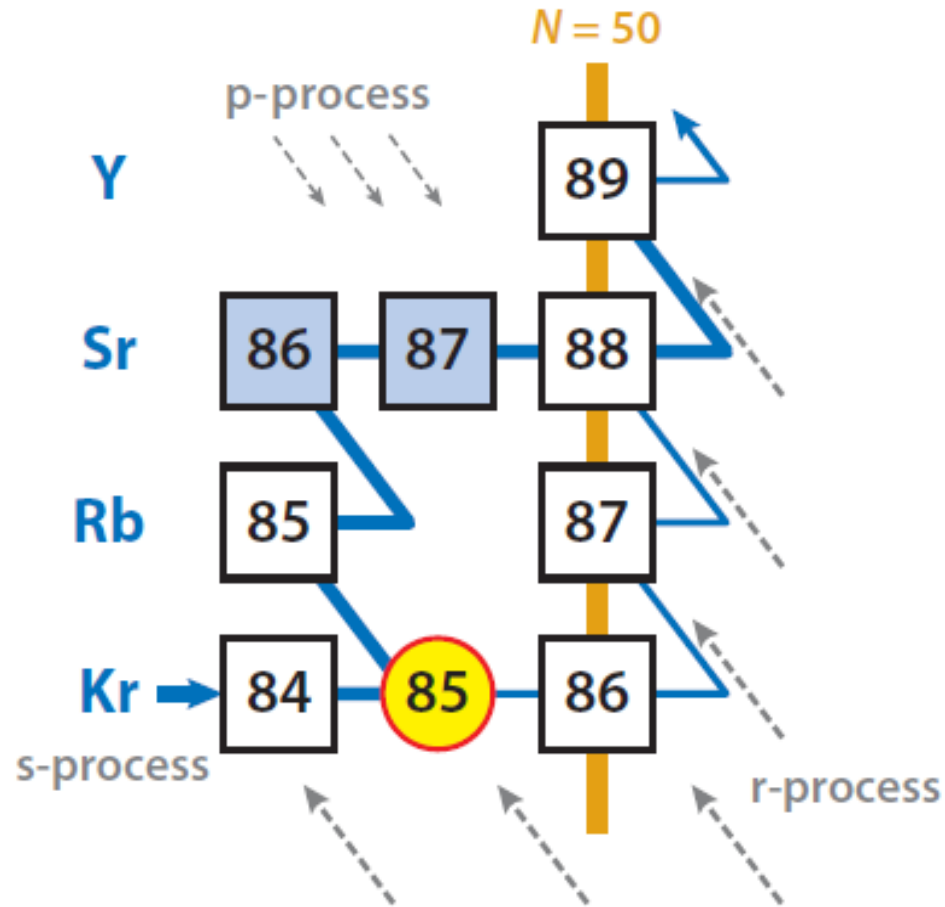 N = 50
p-process
Y 89
Sr 86 87 88
Rb 85 87
Kr 84 85 86
s-process
r-process